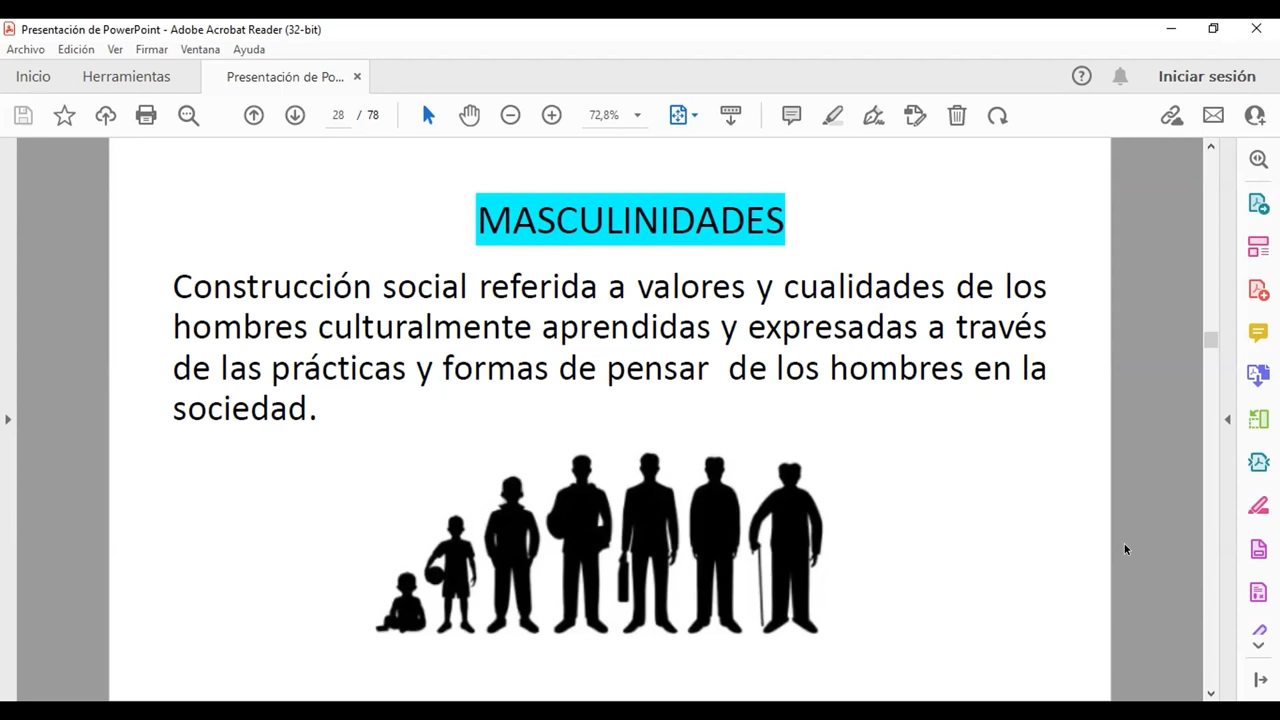 Presentación de PowerPoint - Adobe Acrobat Reader (32-bit)
Archivo Edición Ver Firmar Ventana Ayuda
Inicio Herramientas Presentación de Po... Iniciar sesión
28 / 78 72,8%
MASCULINIDADES
Construcción social referida a valores y cualidades de los
hombres culturalmente aprendidas y expresadas a través
de las prácticas y formas de pensar de los hombres en la
sociedad.